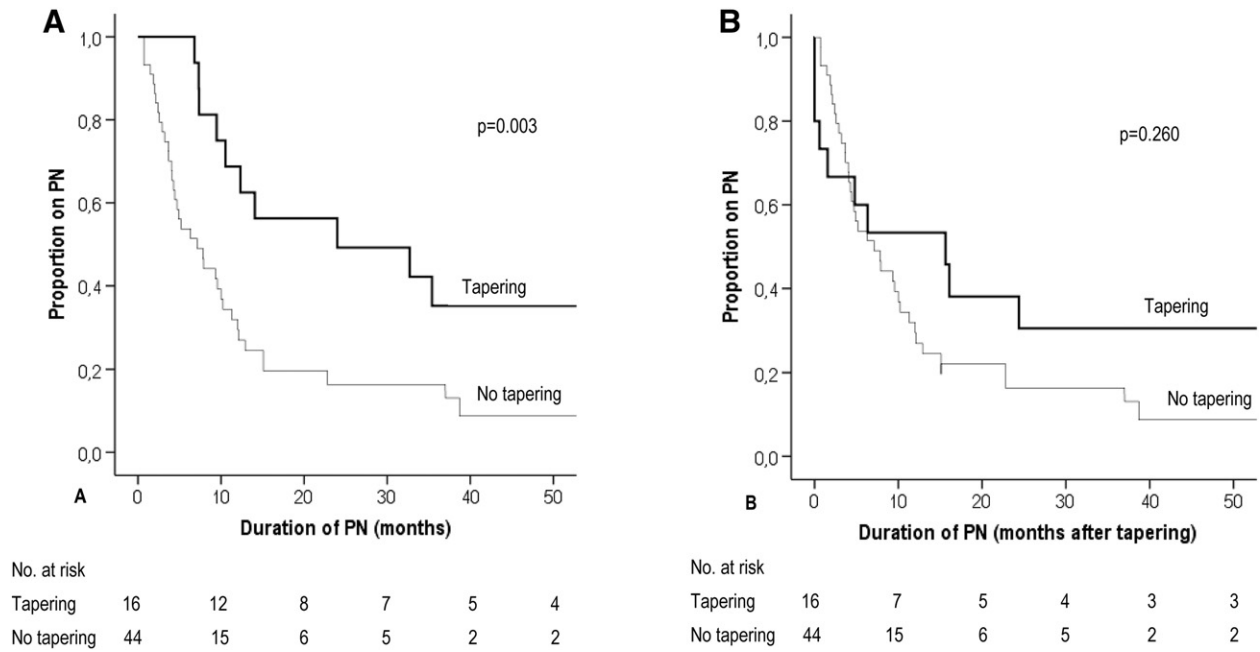 A
1,0
0,8
0,6
0,4
0,2
0,0
Proportion on PN
p=0.003
Tapering
No tapering
A
0 10 20 30 40 50
Duration of PN (months)
No. at risk
Tapering 16 12 8 7 5 4
No tapering 44 15 6 5 2 2
B
1,0
0,8
0,6
0,4
0,2
0,0
Proportion on PN
p=0.260
Tapering
No tapering
B
0 10 20 30 40 50
Duration of PN (months after tapering)
No. at risk
Tapering 16 7 5 4 3 3
No tapering 44 15 6 5 2 2